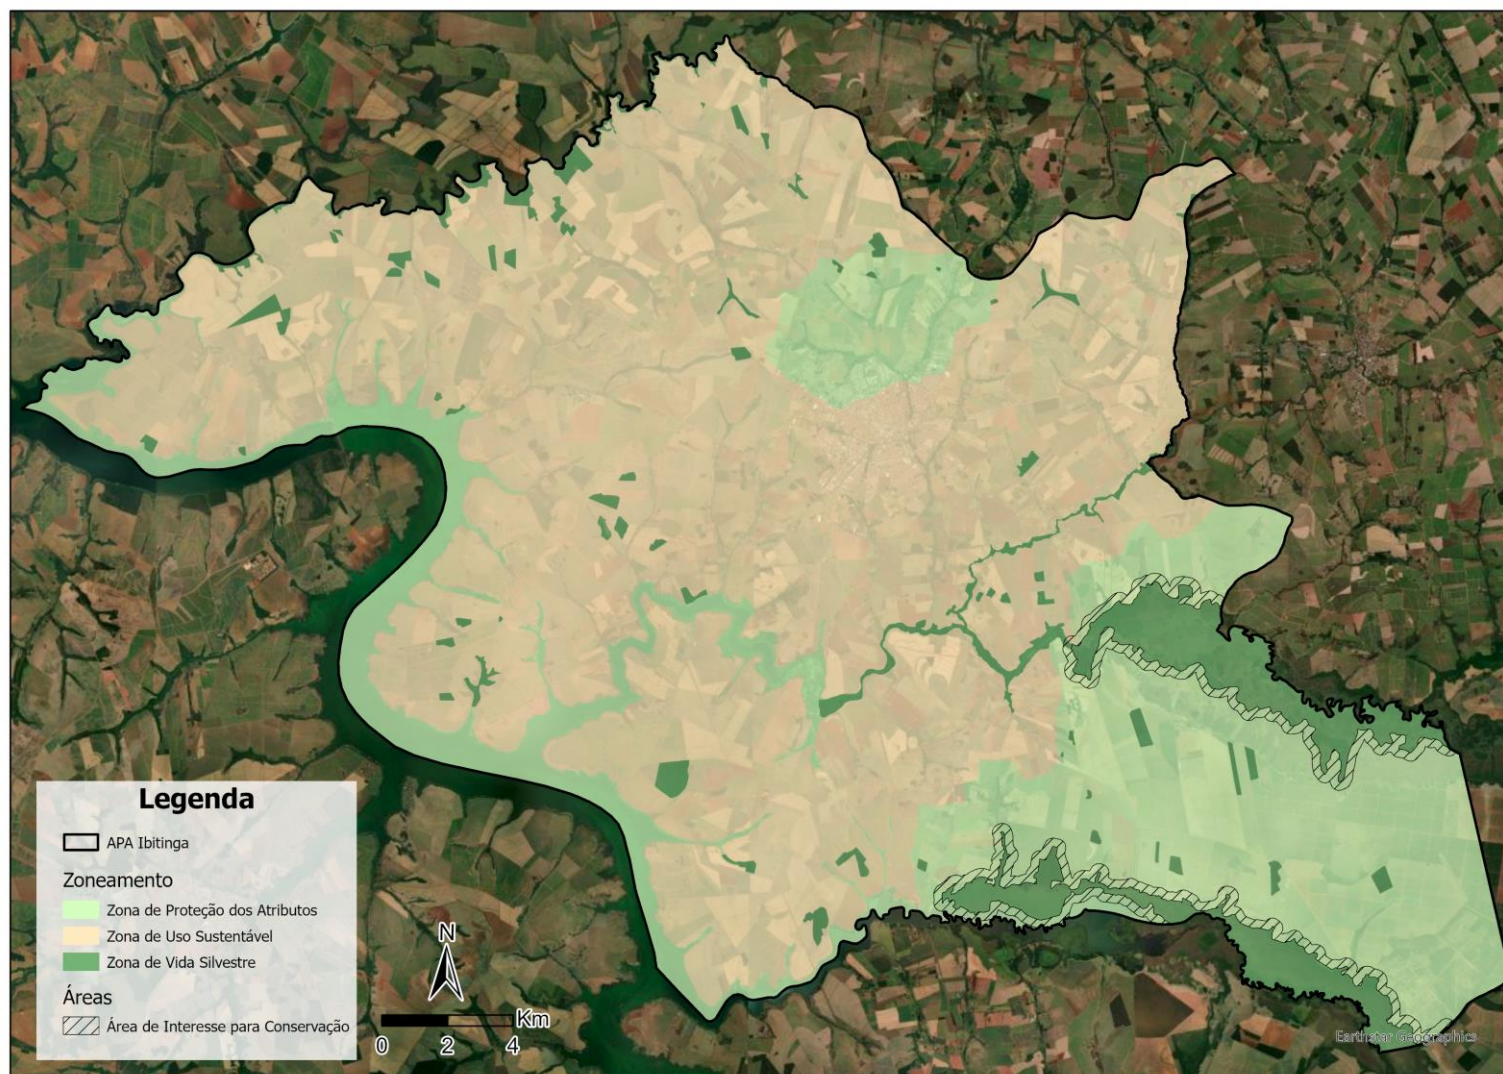 Legenda
APA Ibitinga
Zoneamento
Zona de Proteção dos Atributos
Zona de Uso Sustentável
Zona de Vida Silvestre
Áreas
Área de Interesse para Conservação
N
Km
0 2 4
Earthstar Geographics